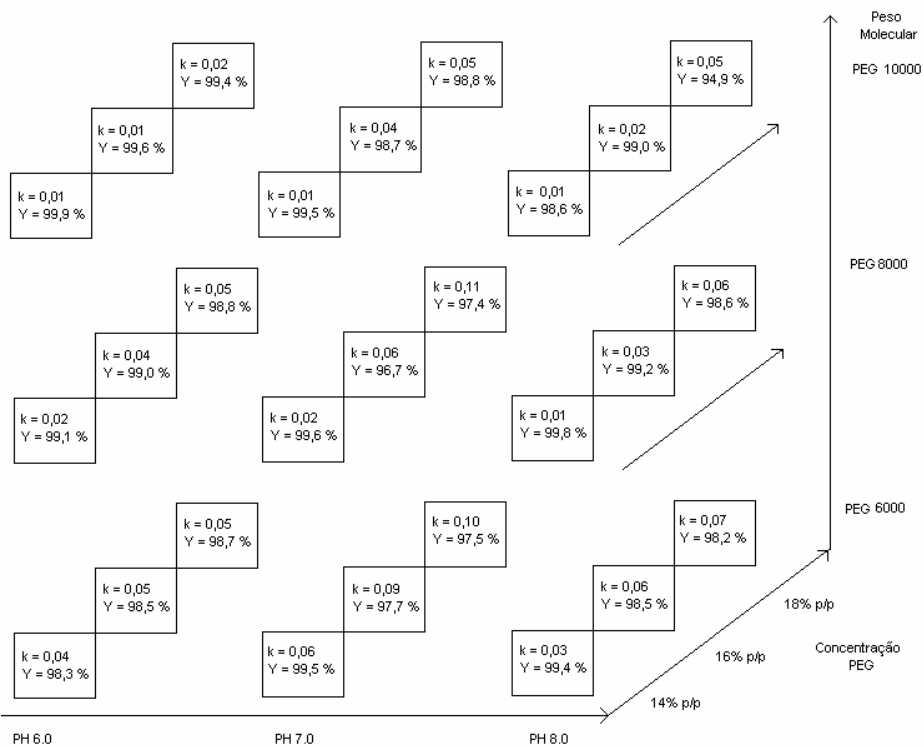 Peso
Molecular
PEG 10000
k = 0,02
Y = 99,4 %
k = 0,05
Y = 98,8 %
k = 0,05
Y = 94,9 %
k = 0,01
Y = 99,6 %
k = 0,04
Y = 98,7 %
k = 0,02
Y = 99,0 %
k = 0,01
Y = 99,9 %
k = 0,01
Y = 99,5 %
k = 0,01
Y = 98,6 %
PEG 8000
k = 0,05
Y = 98,8 %
k = 0,11
Y = 97,4 %
k = 0,06
Y = 98,6 %
k = 0,04
Y = 99,0 %
k = 0,06
Y = 96,7 %
k = 0,03
Y = 99,2 %
k = 0,02
Y = 99,1 %
k = 0,02
Y = 99,6 %
k = 0,01
Y = 99,8 %
PEG 6000
k = 0,05
Y = 98,7 %
k = 0,10
Y = 97,5 %
k = 0,07
Y = 98,2 %
k = 0,05
Y = 98,5 %
k = 0,09
Y = 97,7 %
k = 0,06
Y = 98,5 %
k = 0,04
Y = 98,3 %
k = 0,06
Y = 99,5 %
k = 0,03
Y = 99,4 %
18% p/p
16% p/p
14% p/p
Concentração
PEG
PH 6.0
PH 7.0
PH 8.0